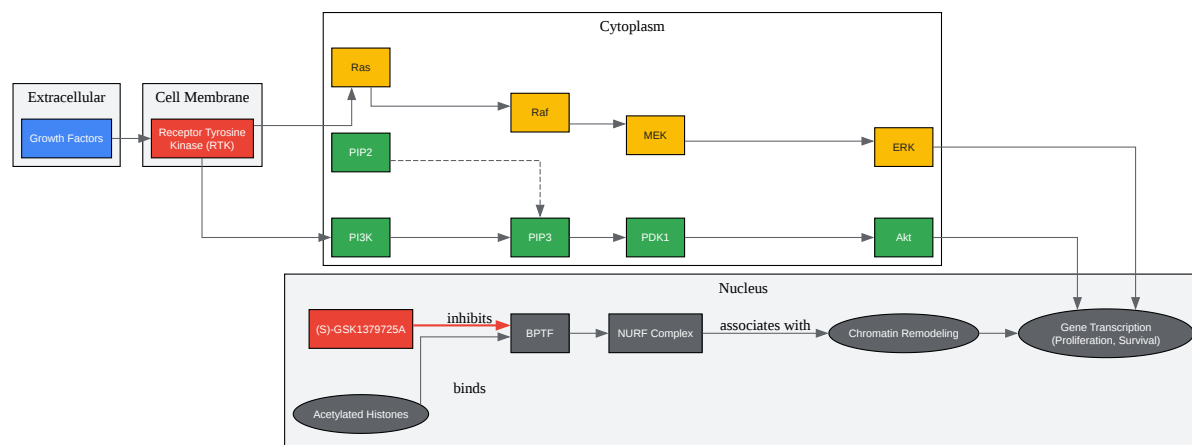 Cytoplasm
Ras
Extracellular
Cell Membrane
Raf
MEK
Growth Factors
Receptor Tyrosine
Kinase (RTK)
PIP2
ERK
PI3K
PIP3
PDK1
Akt
Nucleus
(S)-GSK1379725A
inhibits
BPTF
NURF Complex
associates with
Chromatin Remodeling
Gene Transcription
(Proliferation, Survival)
binds
Acetylated Histones